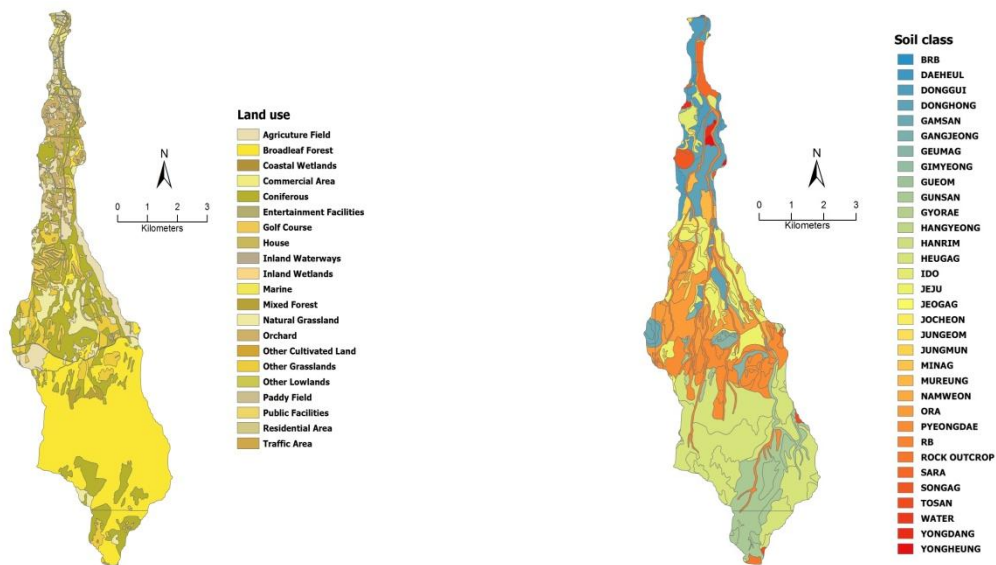 Land use
Agricuture Field
Broadleaf Forest
Coastal Wetlands
Commercial Area
Coniferous
Entertainment Facilities
Golf Course
House
Inland Waterways
Inland Wetlands
Marine
Mixed Forest
Natural Grassland
Orchard
Other Cultivated Land
Other Grasslands
Other Lowlands
Paddy Field
Public Facilities
Residential Area
Traffic Area
N
0 1 2 3
Kilometers
Soil class
BRB
DAEHEUL
DONGGUI
DONGHONG
GAMSAN
GANGJEONG
GEUMAG
GIMYEONG
GUEOM
GUNSAN
GYORAE
HANGYEONG
HANRIM
HEUGAG
IDO
JEJU
JEOGAG
JOCHEON
JUNGEOM
JUNGMUN
MINAG
MUREUNG
NAMWEON
ORA
PYEONGDAE
RB
ROCK OUTCROP
SARA
SONGAG
TOSAN
WATER
YONGDANG
YONGHEUNG
N
0 1 2 3
Kilometers